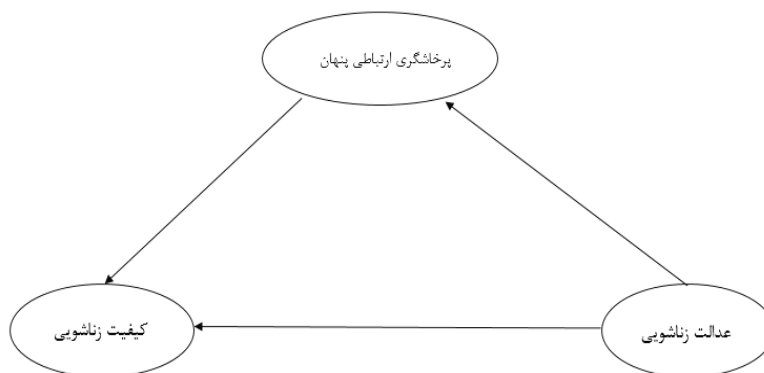 پرخاشگری ارتباطی پنهان
عدالت زناشویی
کیفیت زناشویی